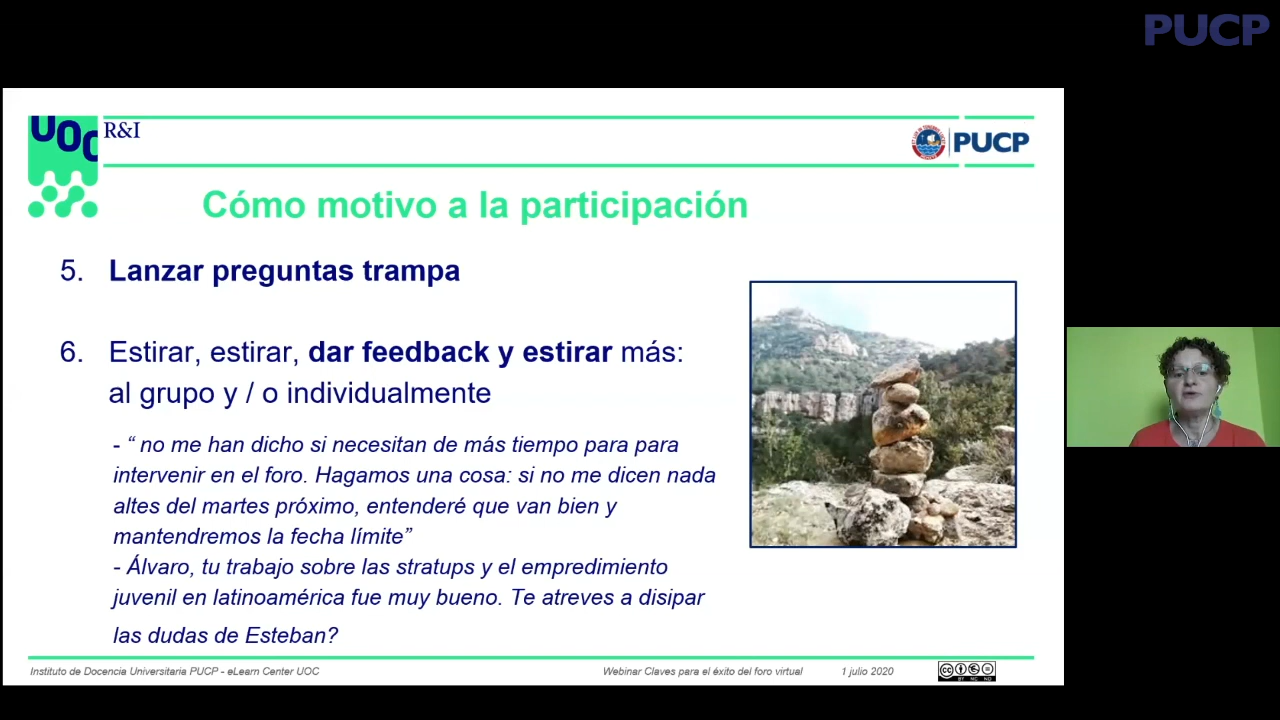 PUCP
UOC R&I
PUCP
Cómo motivo a la participación
5. Lanzar preguntas trampa
6. Estirar, estirar, dar feedback y estirar más:
al grupo y / o individualmente
- “ no me han dicho si necesitan de más tiempo para para
intervenir en el foro. Hagamos una cosa: si no me dicen nada
altes del martes próximo, entenderé que van bien y
mantendremos la fecha límite”
- Álvaro, tu trabajo sobre las stratups y el empredimiento
juvenil en latinoamérica fue muy bueno. Te atreves a disipar
las dudas de Esteban?
Instituto de Docencia Universitaria PUCP - eLearn Center UOC
Webinar Claves para el éxito del foro virtual
1 julio 2020
cc
BY NC ND